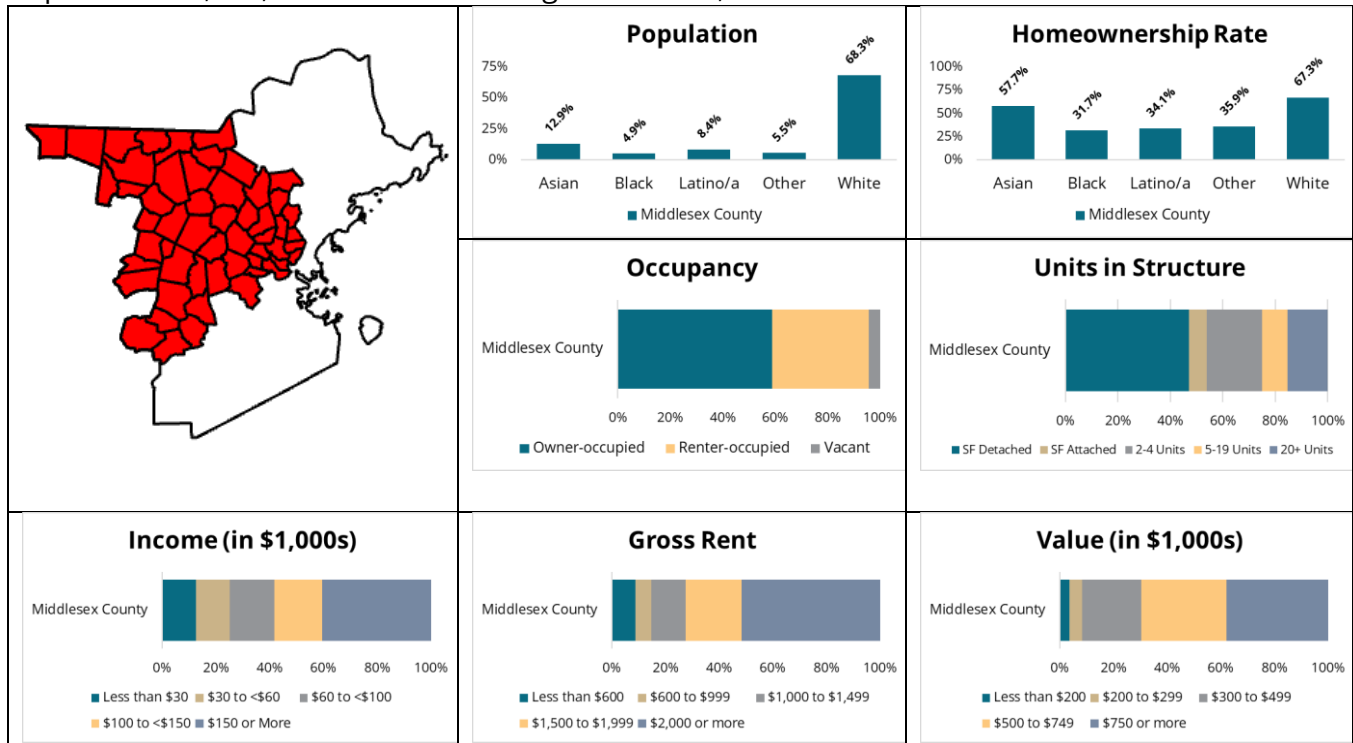 Population
75%
50%
25%
0%
12.9%
4.9%
8.4%
5.5%
68.3%
Asian Black Latino/a Other White
Middlesex County
Homeownership Rate
100%
75%
50%
25%
0%
57.7%
31.7%
34.1%
35.9%
67.3%
Asian Black Latino/a Other White
Middlesex County
Occupancy
Middlesex County
0% 20% 40% 60% 80% 100%
Owner-occupied Renter-occupied Vacant
Units in Structure
Middlesex County
0% 20% 40% 60% 80% 100%
SF Detached SF Attached 2-4 Units 5-19 Units 20+ Units
Income (in $1,000s)
Middlesex County
0% 20% 40% 60% 80% 100%
Less than $30 $30 to <$60 $60 to <$100
$100 to <$150 $150 or More
Gross Rent
Middlesex County
0% 20% 40% 60% 80% 100%
Less than $600 $600 to $999 $1,000 to $1,499
$1,500 to $1,999 $2,000 or more
Value (in $1,000s)
Middlesex County
0% 20% 40% 60% 80% 100%
Less than $200 $200 to $299 $300 to $499
$500 to $749 $750 or more